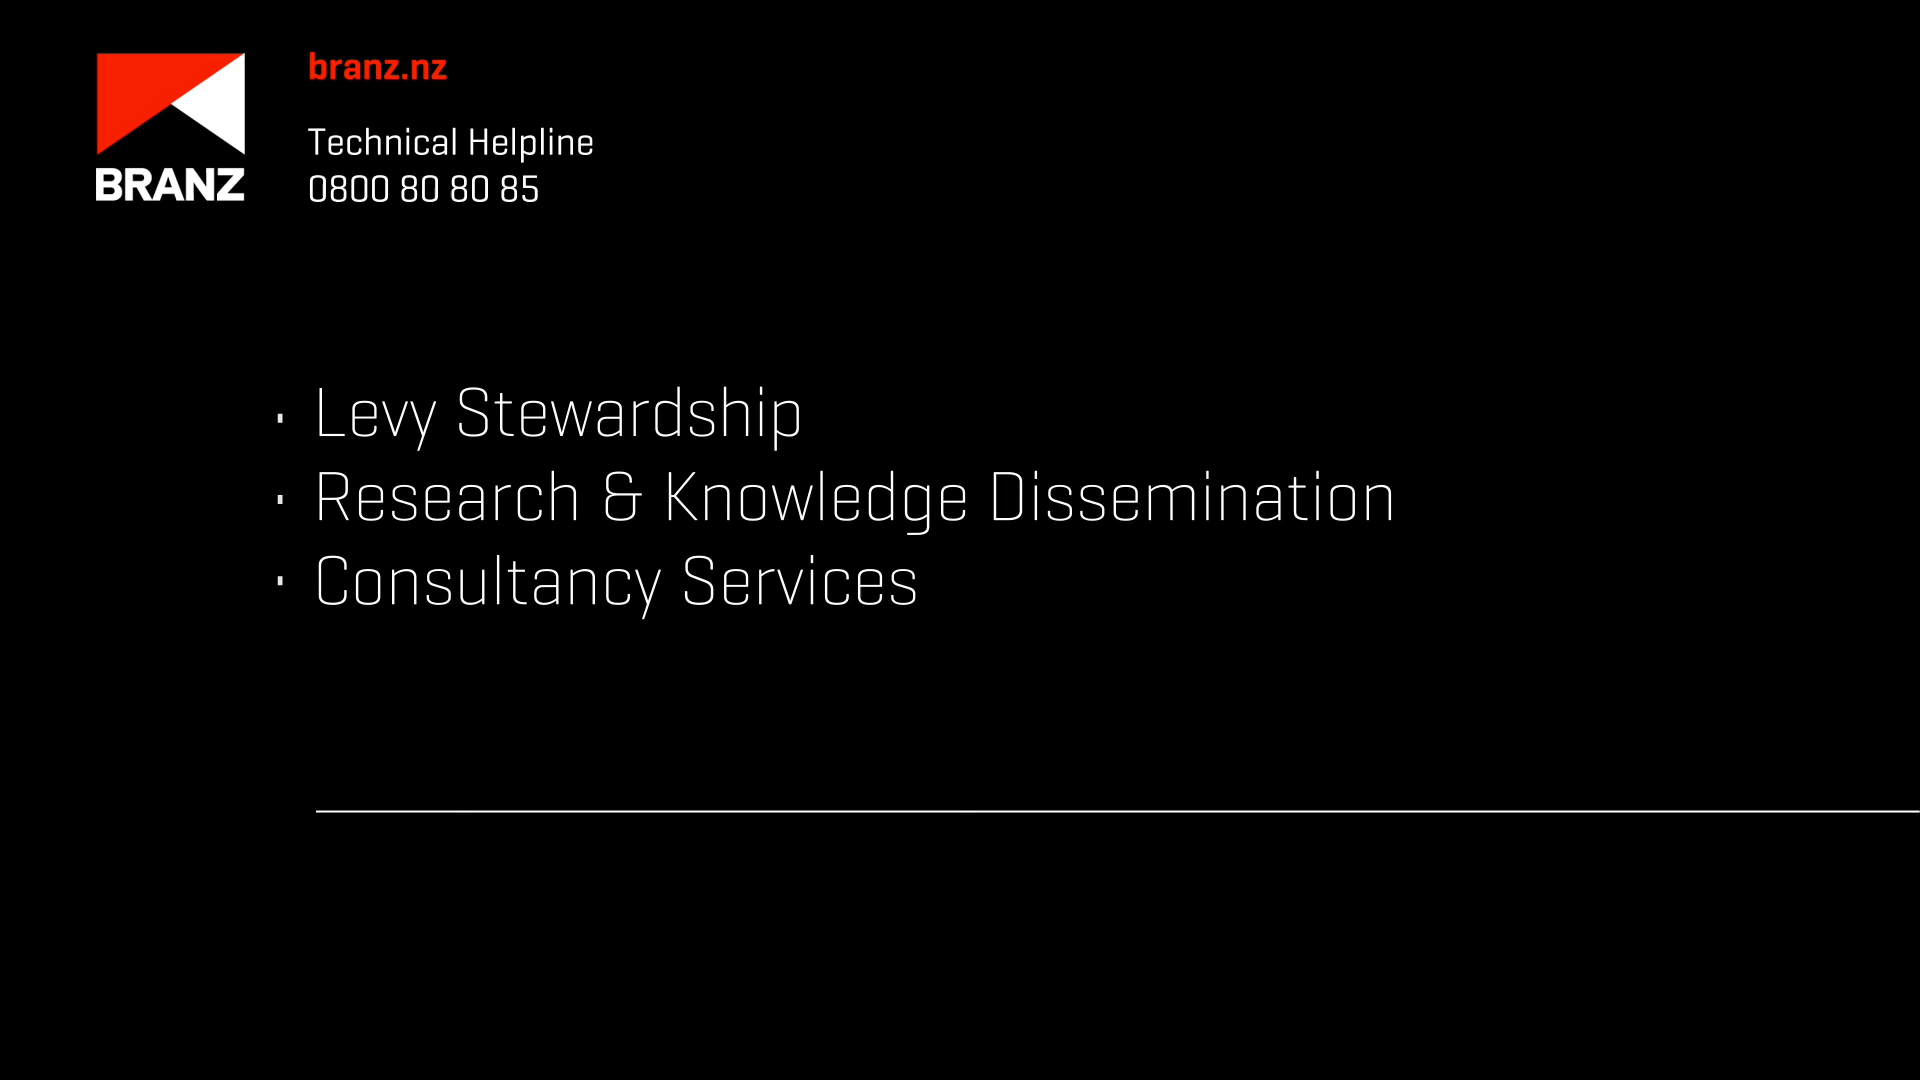 branz.nz
Technical Helpline
0800 80 80 85
BRANZ
· Levy Stewardship
· Research & Knowledge Dissemination
· Consultancy Services